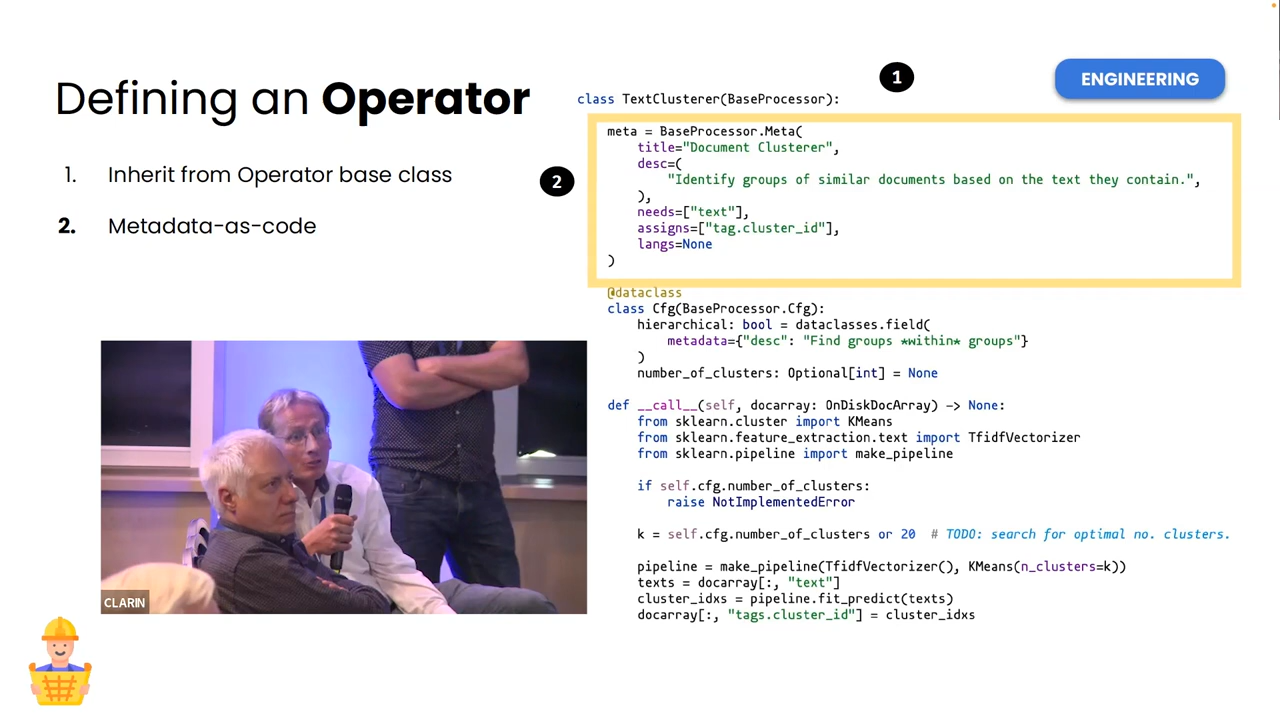 Defining an Operator
1. Inherit from Operator base class
2. Metadata-as-code
1
ENGINEERING
2
class TextClusterer(BaseProcessor):
meta = BaseProcessor.Meta(
title="Document Clusterer",
desc=(
"Identify groups of similar documents based on the text they contain.",
),
needs=["text"],
assigns=["tag.cluster_id"],
langs=None
)
@dataclass
class Cfg(BaseProcessor.Cfg):
hierarchical: bool = dataclasses.field(
metadata={"desc": "Find groups *within* groups"}
)
number_of_clusters: Optional[int] = None
def __call__(self, docarray: OnDiskDocArray) -> None:
from sklearn.cluster import KMeans
from sklearn.feature_extraction.text import TfidfVectorizer
from sklearn.pipeline import make_pipeline
if self.cfg.number_of_clusters:
raise NotImplementedError
k = self.cfg.number_of_clusters or 20 # TODO: search for optimal no. clusters.
pipeline = make_pipeline(TfidfVectorizer(), KMeans(n_clusters=k))
texts = docarray[:, "text"]
cluster_idxs = pipeline.fit_predict(texts)
docarray[:, "tags.cluster_id"] = cluster_idxs
CLARIN